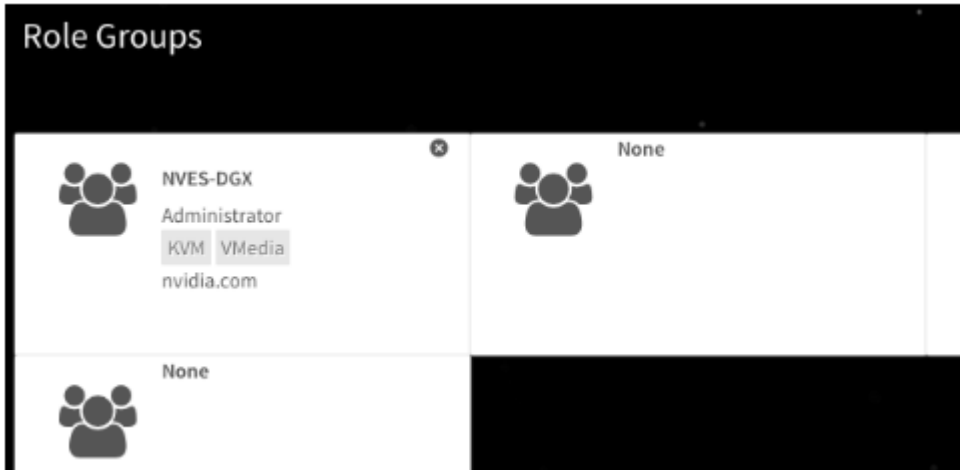 Role Groups
NVES-DGX
Administrator
KVM VMedia
nvidia.com
None
None